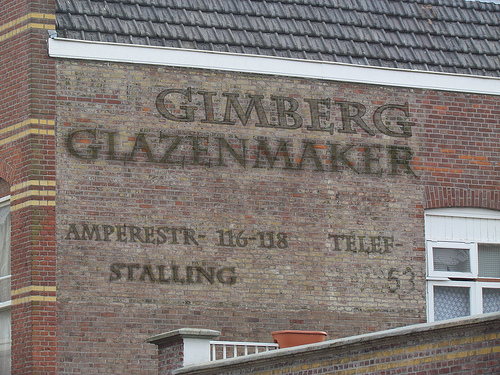 GIMBERG
GLAZENMAKER
AMPERESTR- 116-118 TELEF-
STALLING 53